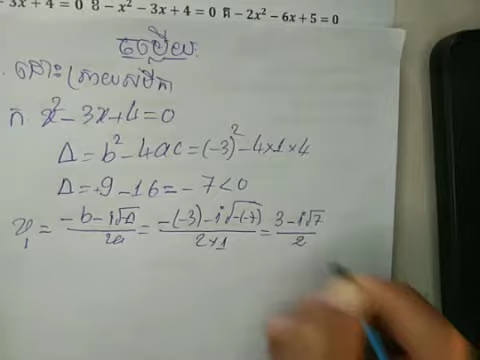 - 3x + 4 = 0 ខ – x² – 3x + 4 = 0 គ – 2x² – 6x + 5 = 0
ចម្លើយ
. ដោះស្រាយសមីការ
ក. x² - 3x + 4 = 0
Δ = b² - 4ac = (-3)² - 4×1×4
Δ = 9 - 16 = -7 < 0
x₁ = (-b - i√Δ)/2a = (-(-3) - i√-(-7))/2×1 = (3 - i√7)/2